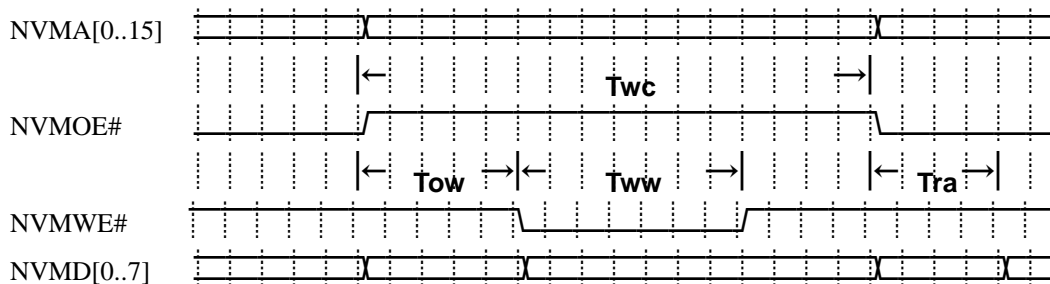 NVMA[0..15]
Twc
NVMOE#
Tow Tww Tra
NVMWE#
NVMD[0..7]